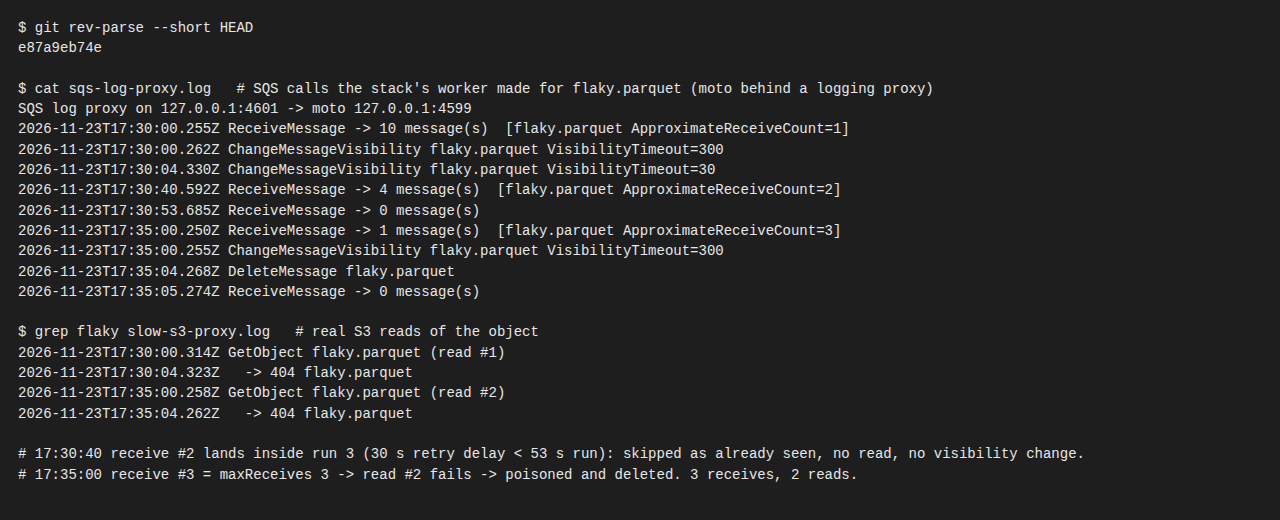 $ git rev-parse --short HEAD
e87a9eb74e
$ cat sqs-log-proxy.log   # SQS calls the stack's worker made for flaky.parquet (moto behind a logging proxy)
SQS log proxy on 127.0.0.1:4601 -> moto 127.0.0.1:4599
2026-11-23T17:30:00.255Z ReceiveMessage -> 10 message(s)  [flaky.parquet ApproximateReceiveCount=1]
2026-11-23T17:30:00.262Z ChangeMessageVisibility flaky.parquet VisibilityTimeout=300
2026-11-23T17:30:04.330Z ChangeMessageVisibility flaky.parquet VisibilityTimeout=30
2026-11-23T17:30:40.592Z ReceiveMessage -> 4 message(s)  [flaky.parquet ApproximateReceiveCount=2]
2026-11-23T17:30:53.685Z ReceiveMessage -> 0 message(s)
2026-11-23T17:35:00.250Z ReceiveMessage -> 1 message(s)  [flaky.parquet ApproximateReceiveCount=3]
2026-11-23T17:35:00.255Z ChangeMessageVisibility flaky.parquet VisibilityTimeout=300
2026-11-23T17:35:04.268Z DeleteMessage flaky.parquet
2026-11-23T17:35:05.274Z ReceiveMessage -> 0 message(s)
$ grep flaky slow-s3-proxy.log   # real S3 reads of the object
2026-11-23T17:30:00.314Z GetObject flaky.parquet (read #1)
2026-11-23T17:30:04.323Z   -> 404 flaky.parquet
2026-11-23T17:35:00.258Z GetObject flaky.parquet (read #2)
2026-11-23T17:35:04.262Z   -> 404 flaky.parquet
# 17:30:40 receive #2 lands inside run 3 (30 s retry delay < 53 s run): skipped as already seen, no read, no visibility change.
# 17:35:00 receive #3 = maxReceives 3 -> read #2 fails -> poisoned and deleted. 3 receives, 2 reads.